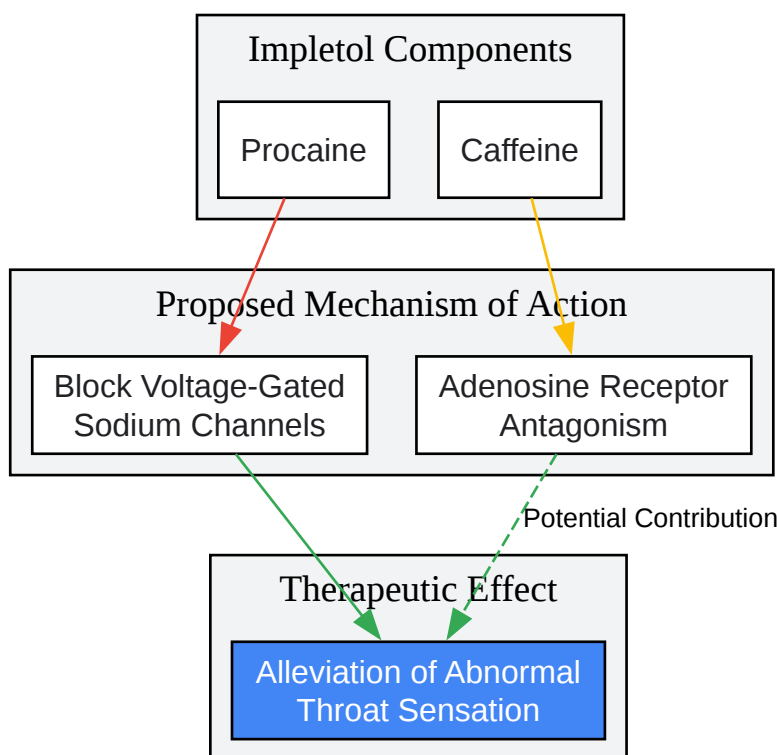 Impletol Components
Procaine
Caffeine
Proposed Mechanism of Action
Block Voltage-Gated
Sodium Channels
Adenosine Receptor
Antagonism
Potential Contribution
Therapeutic Effect
Alleviation of Abnormal
Throat Sensation